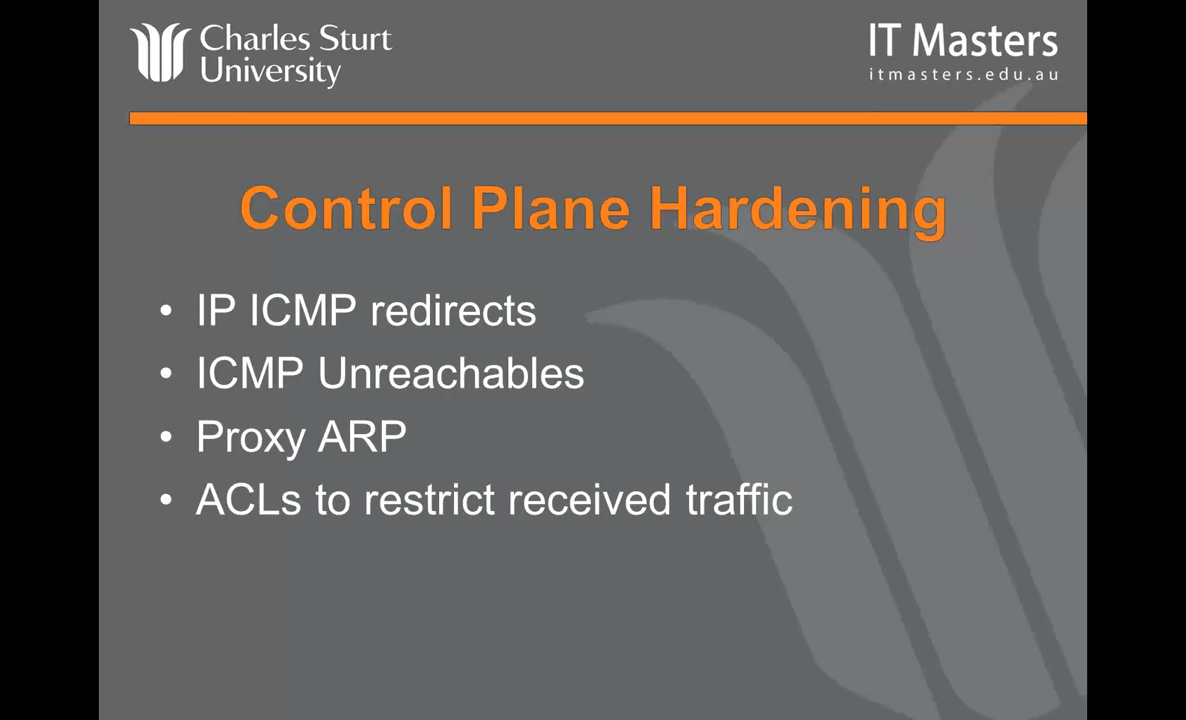 Charles Sturt
University
IT Masters
itmasters.edu.au
Control Plane Hardening
• IP ICMP redirects
• ICMP Unreachables
• Proxy ARP
• ACLs to restrict received traffic